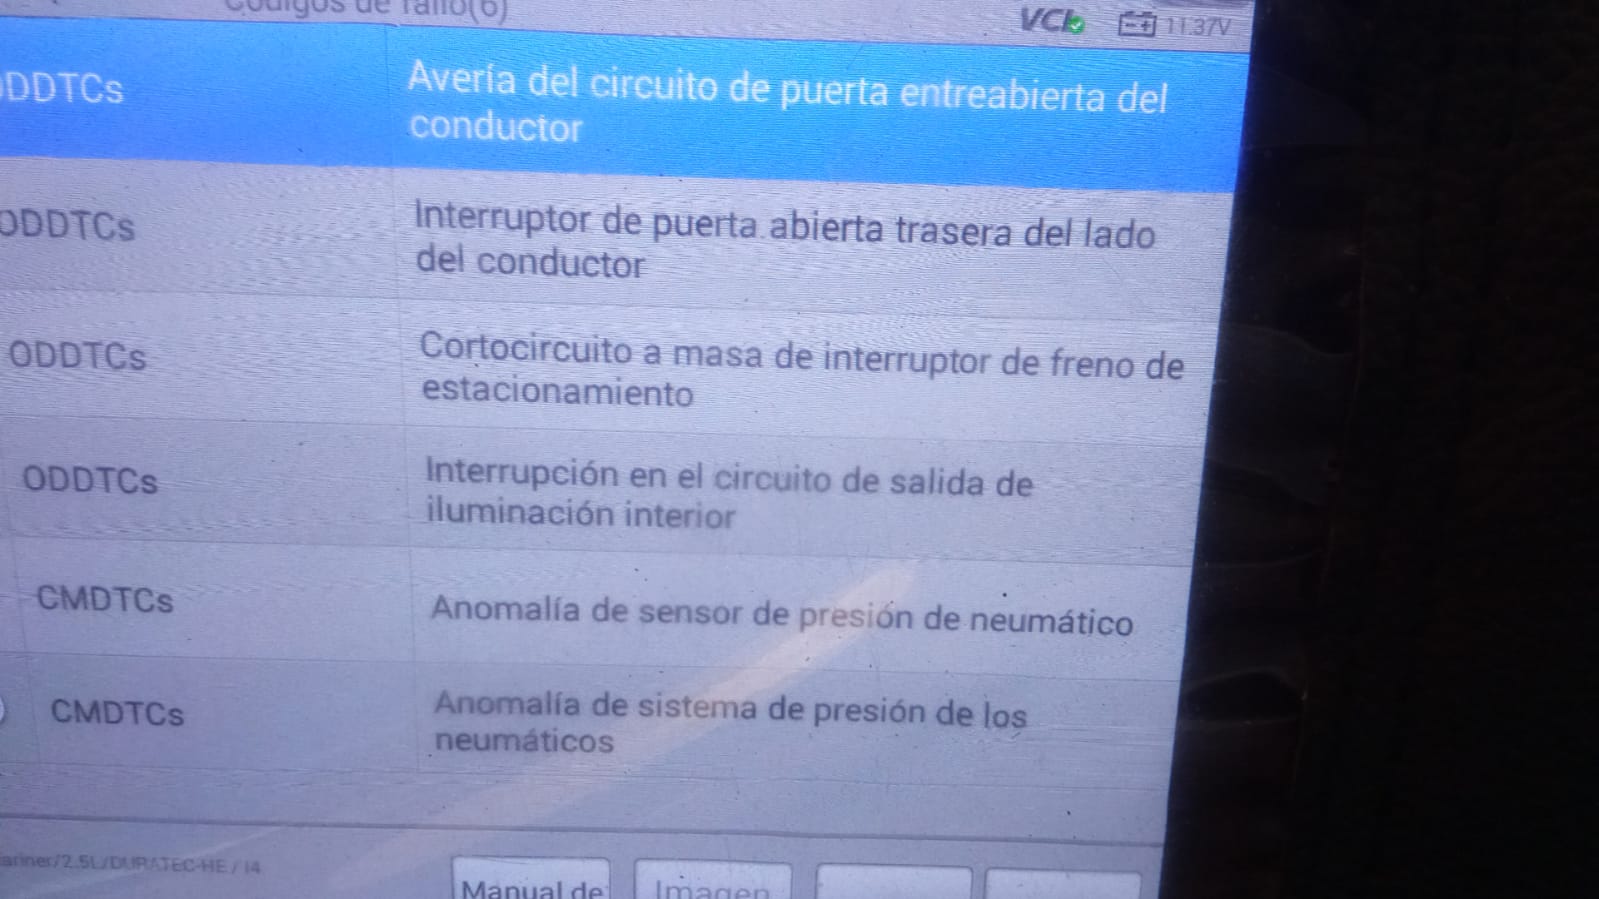 Códigos de fallo(6)
VCI
11.37V
ODDTCs
Avería del circuito de puerta entreabierta del
conductor
ODDTCs
Interruptor de puerta abierta trasera del lado
del conductor
ODDTCs
Cortocircuito a masa de interruptor de freno de
estacionamiento
ODDTCs
Interrupción en el circuito de salida de
iluminación interior
CMDTCs
Anomalía de sensor de presión de neumático
CMDTCs
Anomalía de sistema de presión de los
neumáticos
ariner/2.5L/DURATEC-HE / I4
Manual de
Imagen